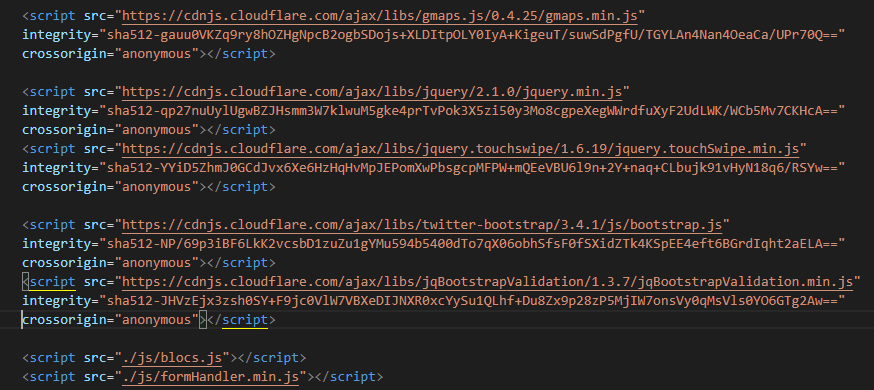 <script src="https://cdnjs.cloudflare.com/ajax/libs/gmaps.js/0.4.25/gmaps.min.js"
integrity="sha512-gauu0VKZq9ry8hOZHgNpcB2ogbSDojs+XLDItpOLY0IyA+KigeuT/suwSdPgfU/TGYLAn4Nan4OeaCa/UPr70Q=="
crossorigin="anonymous"></script>
<script src="https://cdnjs.cloudflare.com/ajax/libs/jquery/2.1.0/jquery.min.js"
integrity="sha512-qp27nuUylUgwBZJHsmm3W7klwuM5gke4prTvPok3X5zi50y3Mo8cgpeXegWWrdfuXyF2UdLWK/WCb5Mv7CKHcA=="
crossorigin="anonymous"></script>
<script src="https://cdnjs.cloudflare.com/ajax/libs/jquery.touchswipe/1.6.19/jquery.touchSwipe.min.js"
integrity="sha512-YYiD5ZhmJ0GCdJvx6Xe6HzHqHvMpJEPomXwPbsgcpMFPW+mQEeVBU6l9n+2Y+naq+CLbujk91vHyN18q6/RSYw=="
crossorigin="anonymous"></script>
<script src="https://cdnjs.cloudflare.com/ajax/libs/twitter-bootstrap/3.4.1/js/bootstrap.js"
integrity="sha512-NP/69p3iBF6LkK2vcsbD1zuZu1gYMu594b5400dTo7qX06obhSfsF0fSXidZTk4KSpEE4eft6BGrdIqht2aELA=="
crossorigin="anonymous"></script>
<script src="https://cdnjs.cloudflare.com/ajax/libs/jqBootstrapValidation/1.3.7/jqBootstrapValidation.min.js"
integrity="sha512-JHVzEjx3zsh0SY+F9jc0VlW7VBXeDIJNXR0xcYySu1QLhf+Du8Zx9p28zP5MjIW7onsVy0qMsVls0YO6GTg2Aw=="
crossorigin="anonymous"></script>
<script src="./js/blocs.js"></script>
<script src="./js/formHandler.min.js"></script>